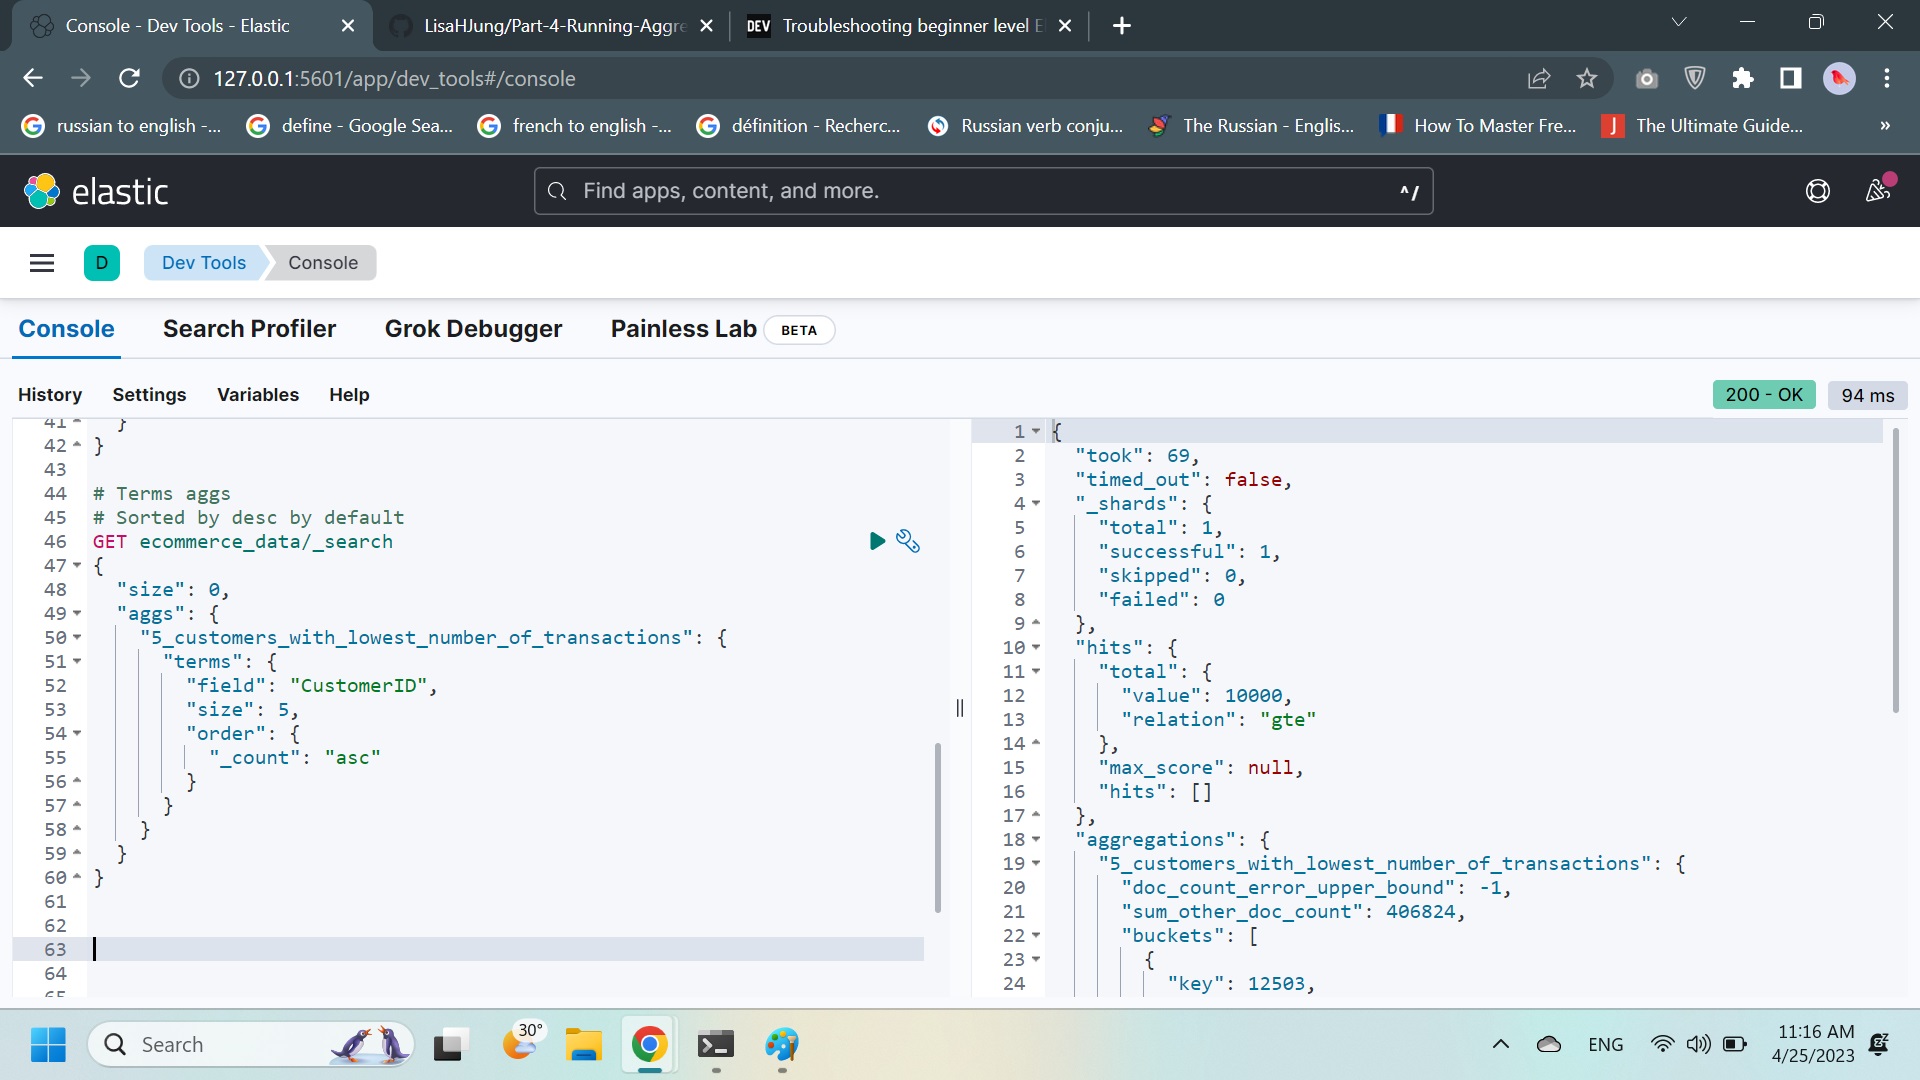 Console - Dev Tools - Elastic
LisaHJung/Part-4-Running-Aggre
DEV Troubleshooting beginner level E
127.0.0.1:5601/app/dev_tools#/console
russian to english -...
define - Google Sea...
french to english -...
définition - Recherc...
Russian verb conju...
The Russian - Englis...
How To Master Fre...
J The Ultimate Guide...
»
elastic
Find apps, content, and more.
^/
D
Dev Tools
Console
Console
Search Profiler
Grok Debugger
Painless Lab
BETA
History
Settings
Variables
Help
200 - OK
94 ms
41 }
42 }
43
44 # Terms aggs
45 # Sorted by desc by default
46 GET ecommerce_data/_search
47 {
48 "size": 0,
49 "aggs": {
50 "5_customers_with_lowest_number_of_transactions": {
51 "terms": {
52 "field": "CustomerID",
53 "size": 5,
54 "order": {
55 "_count": "asc"
56 }
57 }
58 }
59 }
60 }
61
62
63
64
65
1 {
2 "took": 69,
3 "timed_out": false,
4 "_shards": {
5 "total": 1,
6 "successful": 1,
7 "skipped": 0,
8 "failed": 0
9 },
10 "hits": {
11 "total": {
12 "value": 10000,
13 "relation": "gte"
14 },
15 "max_score": null,
16 "hits": []
17 },
18 "aggregations": {
19 "5_customers_with_lowest_number_of_transactions": {
20 "doc_count_error_upper_bound": -1,
21 "sum_other_doc_count": 406824,
22 "buckets": [
23 {
24 "key": 12503,
Search
30°
ENG
11:16 AM
4/25/2023